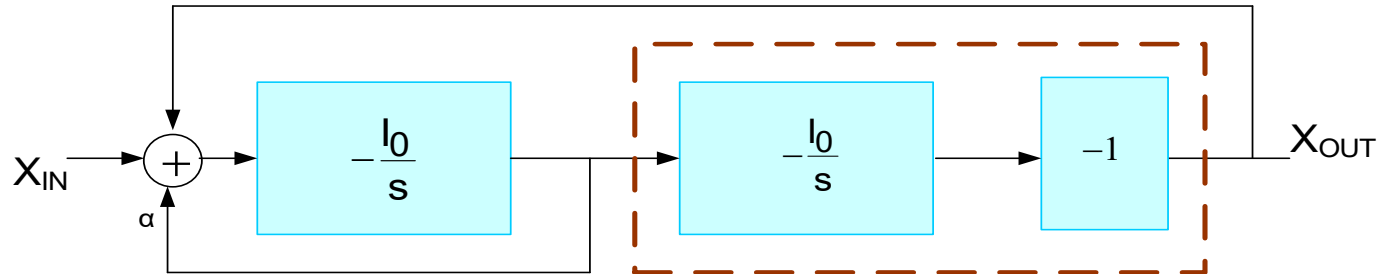 X_IN
+
α
-I₀/s
-I₀/s
−1
X_OUT